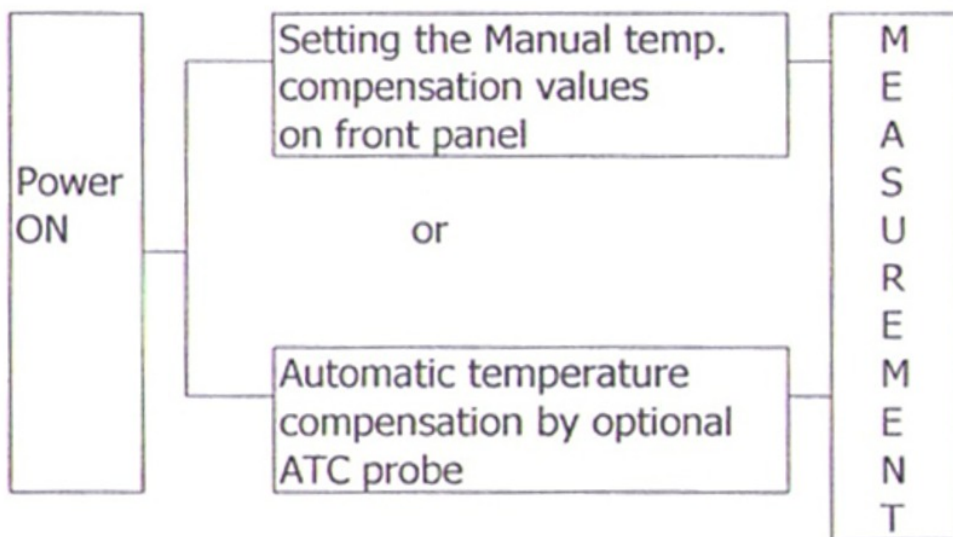 Power
ON
Setting the Manual temp.
compensation values
on front panel
or
Automatic temperature
compensation by optional
ATC probe
M
E
A
S
U
R
E
M
E
N
T